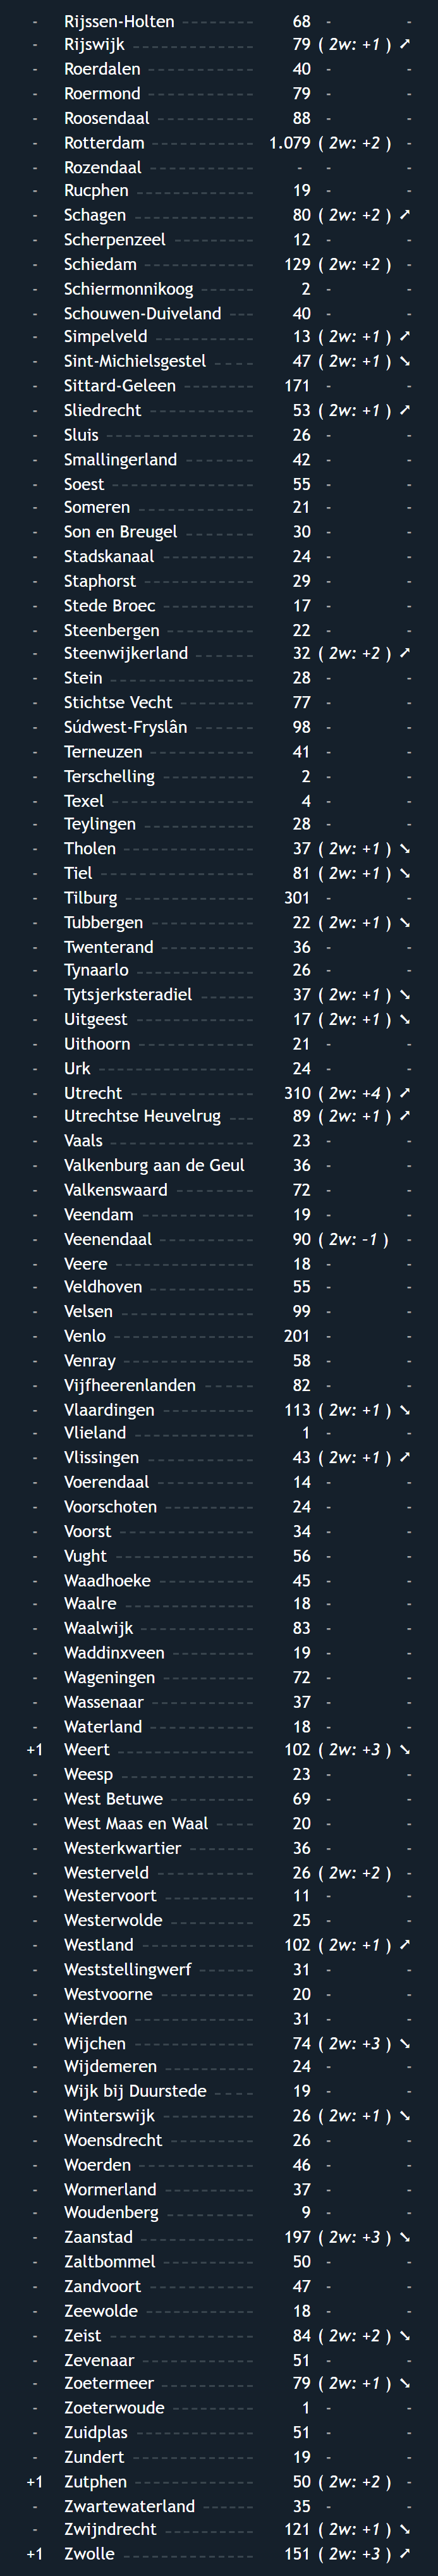 - Rijssen-Holten 68 - -
- Rijswijk 79 ( 2w: +1 ) ➚
- Roerdalen 40 - -
- Roermond 79 - -
- Roosendaal 88 - -
- Rotterdam 1.079 ( 2w: +2 ) -
- Rozendaal - - -
- Rucphen 19 - -
- Schagen 80 ( 2w: +2 ) ➚
- Scherpenzeel 12 - -
- Schiedam 129 ( 2w: +2 ) -
- Schiermonnikoog 2 - -
- Schouwen-Duiveland 40 - -
- Simpelveld 13 ( 2w: +1 ) ➚
- Sint-Michielsgestel 47 ( 2w: +1 ) ➘
- Sittard-Geleen 171 - -
- Sliedrecht 53 ( 2w: +1 ) ➚
- Sluis 26 - -
- Smallingerland 42 - -
- Soest 55 - -
- Someren 21 - -
- Son en Breugel 30 - -
- Stadskanaal 24 - -
- Staphorst 29 - -
- Stede Broec 17 - -
- Steenbergen 22 - -
- Steenwijkerland 32 ( 2w: +2 ) ➚
- Stein 28 - -
- Stichtse Vecht 77 - -
- Súdwest-Fryslân 98 - -
- Terneuzen 41 - -
- Terschelling 2 - -
- Texel 4 - -
- Teylingen 28 - -
- Tholen 37 ( 2w: +1 ) ➘
- Tiel 81 ( 2w: +1 ) ➘
- Tilburg 301 - -
- Tubbergen 22 ( 2w: +1 ) ➘
- Twenterand 36 - -
- Tynaarlo 26 - -
- Tytsjerksteradiel 37 ( 2w: +1 ) ➘
- Uitgeest 17 ( 2w: +1 ) ➘
- Uithoorn 21 - -
- Urk 24 - -
- Utrecht 310 ( 2w: +4 ) ➚
- Utrechtse Heuvelrug 89 ( 2w: +1 ) ➚
- Vaals 23 - -
- Valkenburg aan de Geul 36 - -
- Valkenswaard 72 - -
- Veendam 19 - -
- Veenendaal 90 ( 2w: -1 ) -
- Veere 18 - -
- Veldhoven 55 - -
- Velsen 99 - -
- Venlo 201 - -
- Venray 58 - -
- Vijfheerenlanden 82 - -
- Vlaardingen 113 ( 2w: +1 ) ➘
- Vlieland 1 - -
- Vlissingen 43 ( 2w: +1 ) ➚
- Voerendaal 14 - -
- Voorschoten 24 - -
- Voorst 34 - -
- Vught 56 - -
- Waadhoeke 45 - -
- Waalre 18 - -
- Waalwijk 83 - -
- Waddinxveen 19 - -
- Wageningen 72 - -
- Wassenaar 37 - -
- Waterland 18 - -
+1 Weert 102 ( 2w: +3 ) ➘
- Weesp 23 - -
- West Betuwe 69 - -
- West Maas en Waal 20 - -
- Westerkwartier 36 - -
- Westerveld 26 ( 2w: +2 ) -
- Westervoort 11 - -
- Westerwolde 25 - -
- Westland 102 ( 2w: +1 ) ➚
- Weststellingwerf 31 - -
- Westvoorne 20 - -
- Wierden 31 - -
- Wijchen 74 ( 2w: +3 ) ➘
- Wijdemeren 24 - -
- Wijk bij Duurstede 19 - -
- Winterswijk 26 ( 2w: +1 ) ➘
- Woensdrecht 26 - -
- Woerden 46 - -
- Wormerland 37 - -
- Woudenberg 9 - -
- Zaanstad 197 ( 2w: +3 ) ➘
- Zaltbommel 50 - -
- Zandvoort 47 - -
- Zeewolde 18 - -
- Zeist 84 ( 2w: +2 ) ➘
- Zevenaar 51 - -
- Zoetermeer 79 ( 2w: +1 ) ➘
- Zoeterwoude 1 - -
- Zuidplas 51 - -
- Zundert 19 - -
+1 Zutphen 50 ( 2w: +2 ) -
- Zwartewaterland 35 - -
- Zwijndrecht 121 ( 2w: +1 ) ➘
+1 Zwolle 151 ( 2w: +3 ) ➚